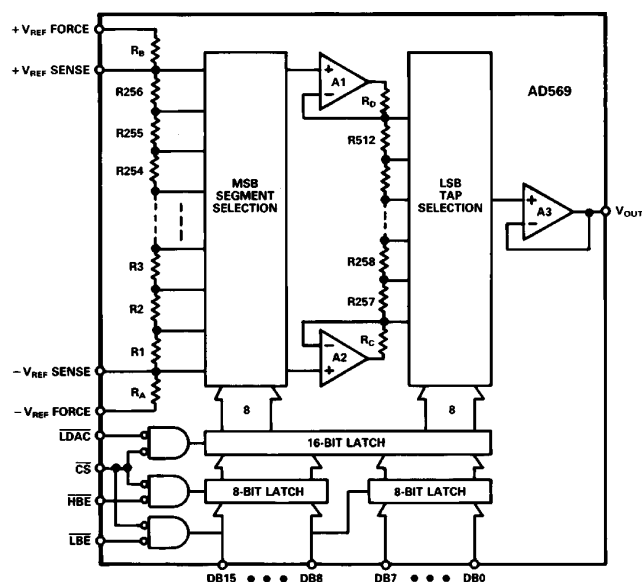 + VREF FORCE
RB
+ VREF SENSE
R256
R255
R254
R3
R2
R1
– VREF SENSE
RA
– VREF FORCE
MSB
SEGMENT
SELECTION
A1
+
–
RD
R512
R258
R257
RC
A2
–
+
LSB
TAP
SELECTION
AD569
A3
+
–
VOUT
8
8
LDAC
CS
HBE
LBE
16-BIT LATCH
8-BIT LATCH
8-BIT LATCH
DB15 • • • DB8 DB7 • • • DB0